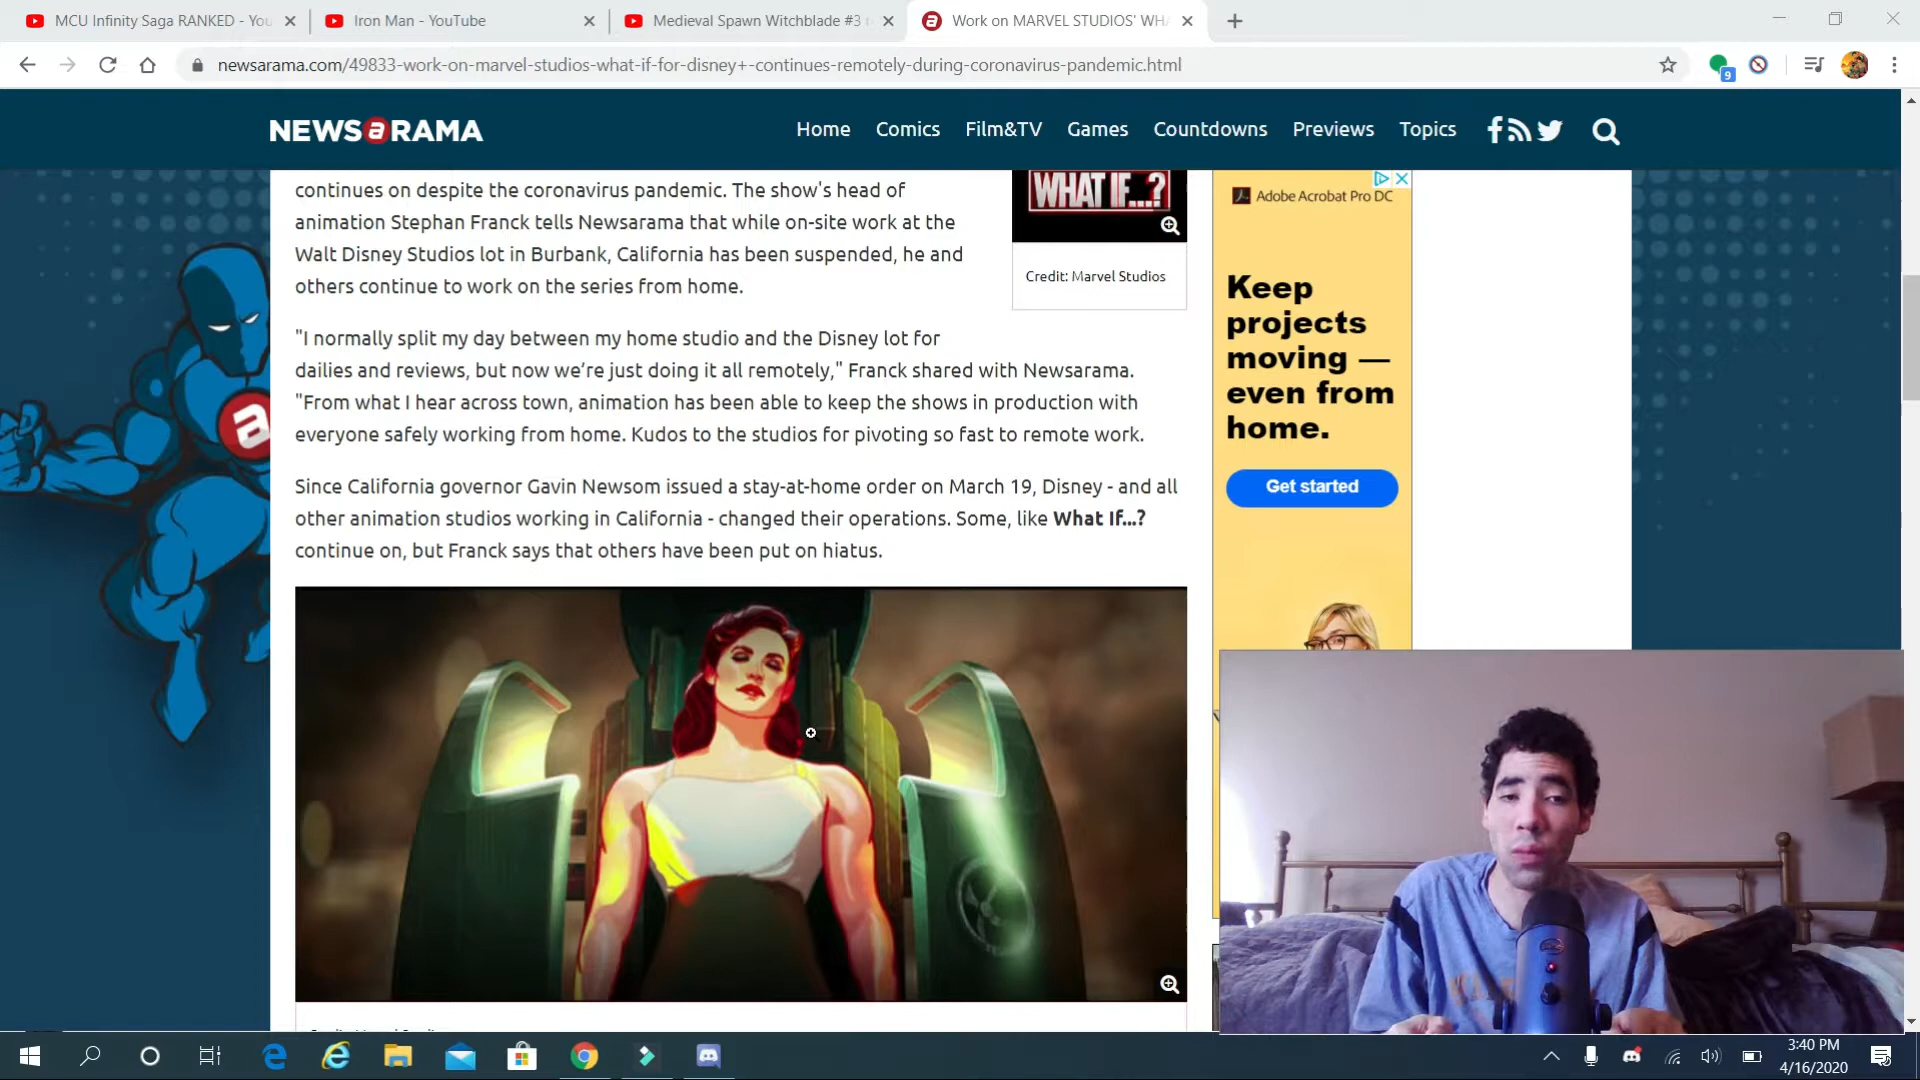 MCU Infinity Saga RANKED - You
Iron Man - YouTube
Medieval Spawn Witchblade #3 r
Work on MARVEL STUDIOS' WHA
newsarama.com/49833-work-on-marvel-studios-what-if-for-disney+-continues-remotely-during-coronavirus-pandemic.html
9
NEWSaRAMA
Home Comics Film&TV Games Countdowns Previews Topics
continues on despite the coronavirus pandemic. The show's head of
animation Stephan Franck tells Newsarama that while on-site work at the
Walt Disney Studios lot in Burbank, California has been suspended, he and
others continue to work on the series from home.
WHAT IF...?
Credit: Marvel Studios
"I normally split my day between my home studio and the Disney lot for
dailies and reviews, but now we're just doing it all remotely," Franck shared with Newsarama.
"From what I hear across town, animation has been able to keep the shows in production with
everyone safely working from home. Kudos to the studios for pivoting so fast to remote work.
Since California governor Gavin Newsom issued a stay-at-home order on March 19, Disney - and all
other animation studios working in California - changed their operations. Some, like What If...?
continue on, but Franck says that others have been put on hiatus.
Adobe Acrobat Pro DC
Keep
projects
moving —
even from
home.
Get started
a
3:40 PM
4/16/2020